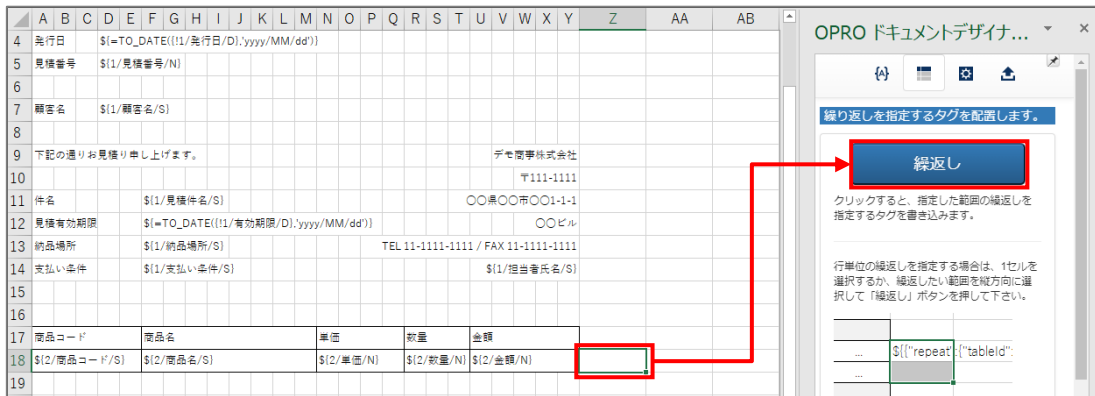 A B C D E F G H I J K L M N O P Q R S T U V W X Y Z AA AB
4 発行日 ${=TO_DATE({!1/発行日/D},'yyyy/MM/dd')}
5 見積番号 ${1/見積番号/N}
6
7 顧客名 ${1/顧客名/S}
8
9 下記の通りお見積り申し上げます。 デモ商事株式会社
10 〒111-1111
11 件名 ${1/見積件名/S} 〇〇県〇〇市〇〇1-1-1
12 見積有効期限 ${=TO_DATE({!1/有効期限/D},'yyyy/MM/dd')} 〇〇ビル
13 納品場所 ${1/納品場所/S} TEL 11-1111-1111 / FAX 11-1111-1111
14 支払い条件 ${1/支払い条件/S} ${1/担当者氏名/S}
15
16
17 商品コード 商品名 単価 数量 金額
18 ${2/商品コード/S} ${2/商品名/S} ${2/単価/N} ${2/数量/N} ${2/金額/N}
19
OPRO ドキュメントデザイナ...
{A}
繰り返しを指定するタグを配置します。
繰返し
クリックすると、指定した範囲の繰返しを
指定するタグを書き込みます。
行単位の繰返しを指定する場合は、1セルを
選択するか、繰返したい範囲を縦方向に選
択して「繰返し」ボタンを押して下さい。
... ${{"repeat":{"tableId":
...